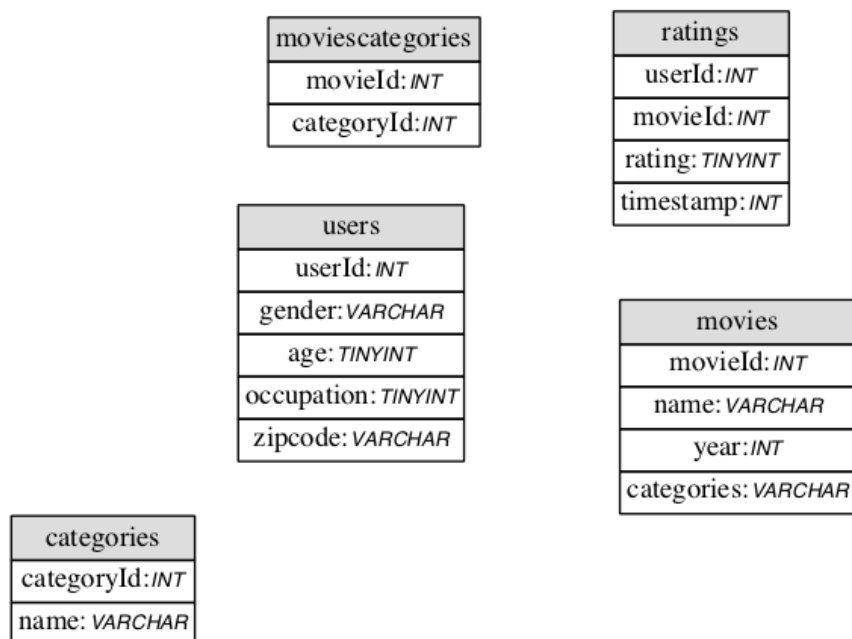 moviescategories
movieId:INT
categoryId:INT
ratings
userId:INT
movieId:INT
rating:TINYINT
timestamp:INT
users
userId:INT
gender:VARCHAR
age:TINYINT
occupation:TINYINT
zipcode:VARCHAR
movies
movieId:INT
name:VARCHAR
year:INT
categories:VARCHAR
categories
categoryId:INT
name:VARCHAR